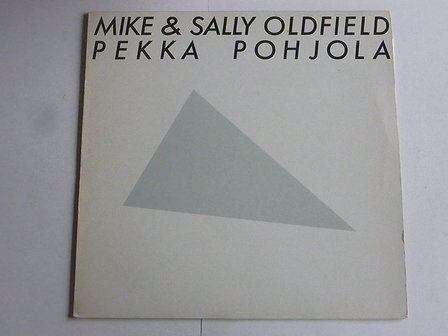 MIKE & SALLY OLDFIELD
PEKKA POHJOLA